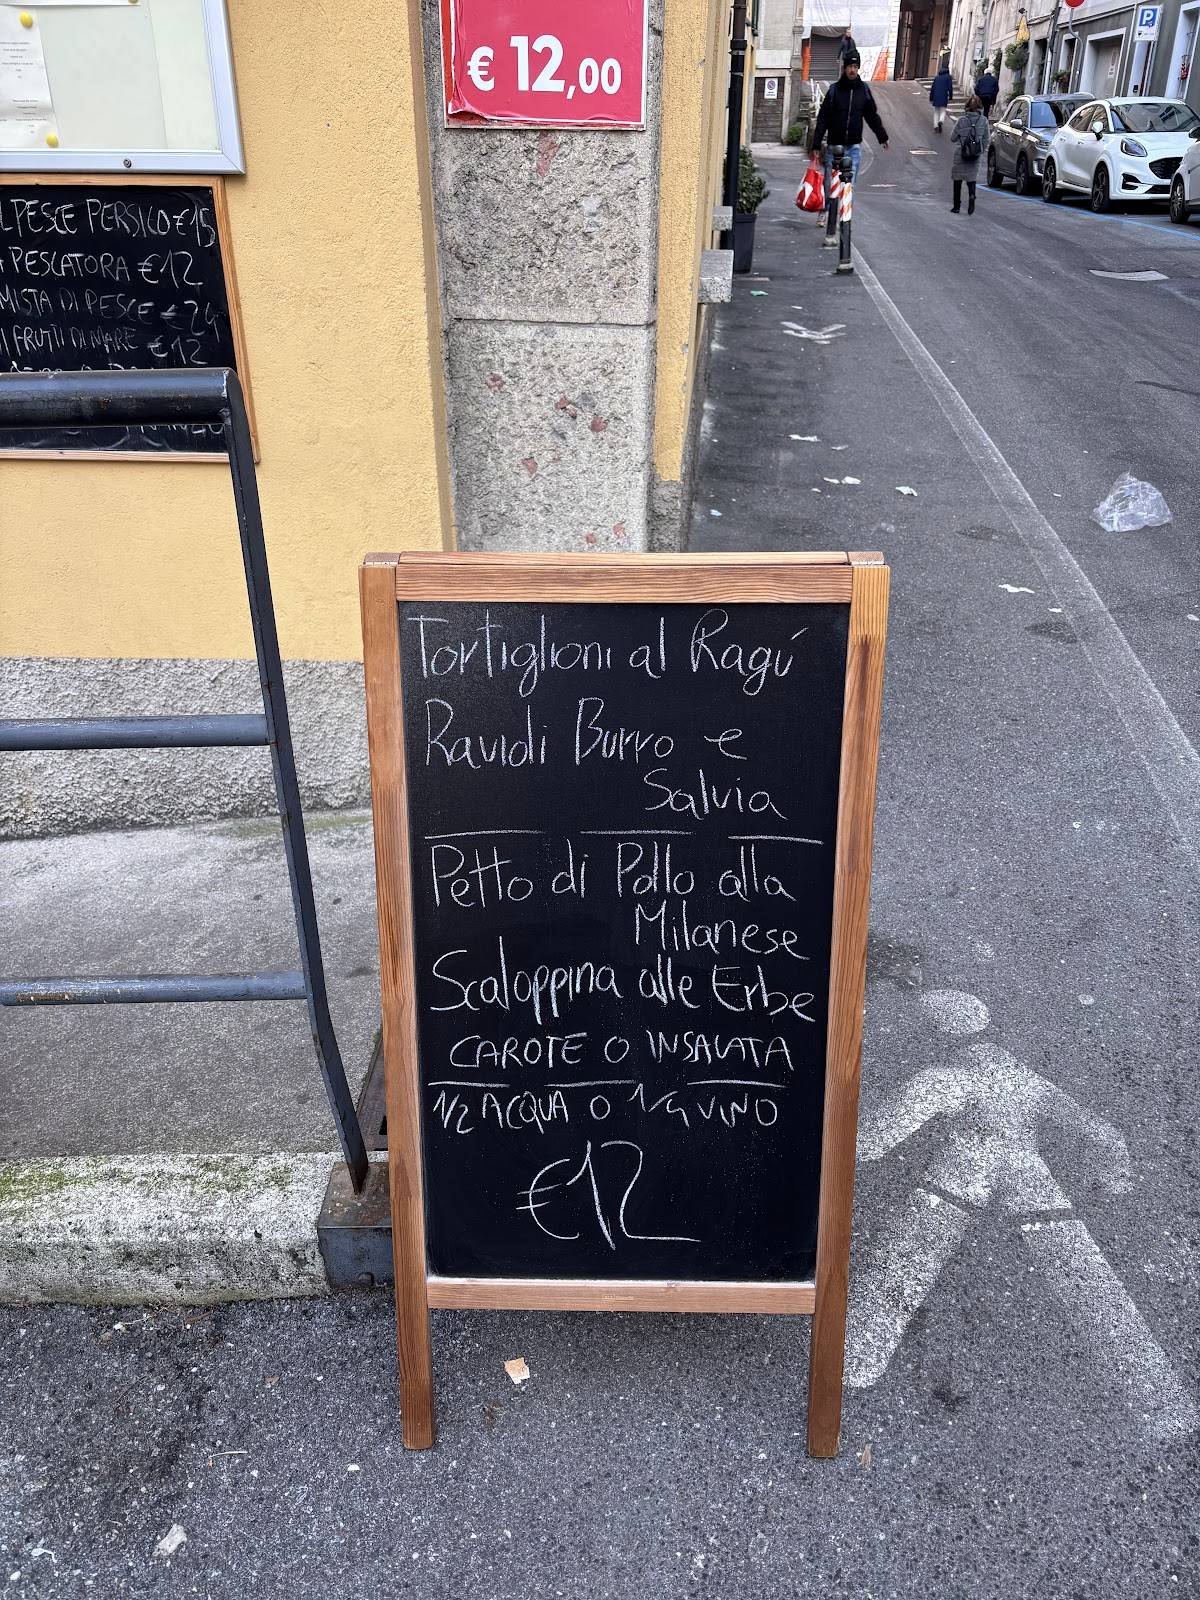 € 12,00
PESCE PERSICO €15
PESCATORA €12
MISTA DI PESCE €24
FRUTTI DI MARE €12
Tortiglioni al Ragú
Ravioli Burro e
Salvia
Petto di Pollo alla
Milanese
Scaloppina alle Erbe
CAROTE O INSALATA
1/2 ACQUA O 1/4 VINO
€12
P